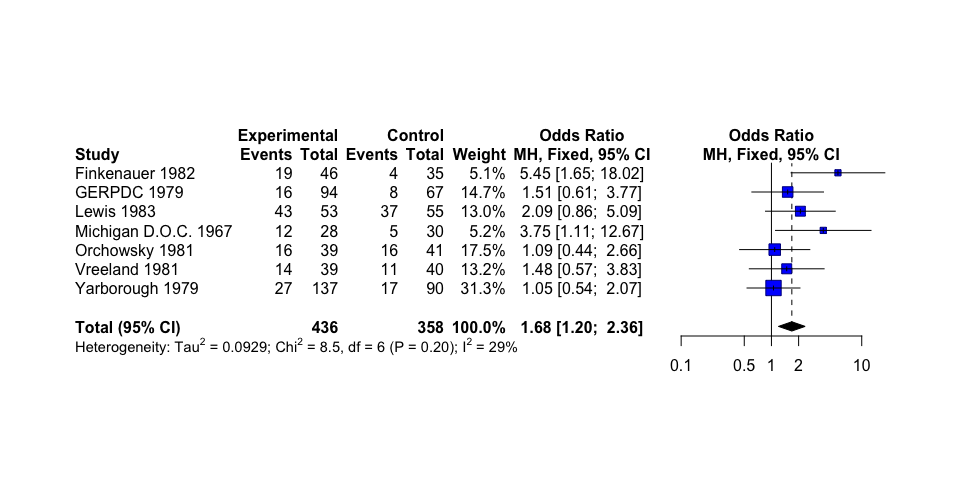 Experimental Control Odds Ratio Odds Ratio
Study Events Total Events Total Weight MH, Fixed, 95% CI MH, Fixed, 95% CI
Finkenauer 1982 19 46 4 35 5.1% 5.45 [1.65; 18.02]
GERPDC 1979 16 94 8 67 14.7% 1.51 [0.61; 3.77]
Lewis 1983 43 53 37 55 13.0% 2.09 [0.86; 5.09]
Michigan D.O.C. 1967 12 28 5 30 5.2% 3.75 [1.11; 12.67]
Orchowsky 1981 16 39 16 41 17.5% 1.09 [0.44; 2.66]
Vreeland 1981 14 39 11 40 13.2% 1.48 [0.57; 3.83]
Yarborough 1979 27 137 17 90 31.3% 1.05 [0.54; 2.07]
Total (95% CI) 436 358 100.0% 1.68 [1.20; 2.36]
Heterogeneity: Tau² = 0.0929; Chi² = 8.5, df = 6 (P = 0.20); I² = 29%
0.1 0.5 1 2 10